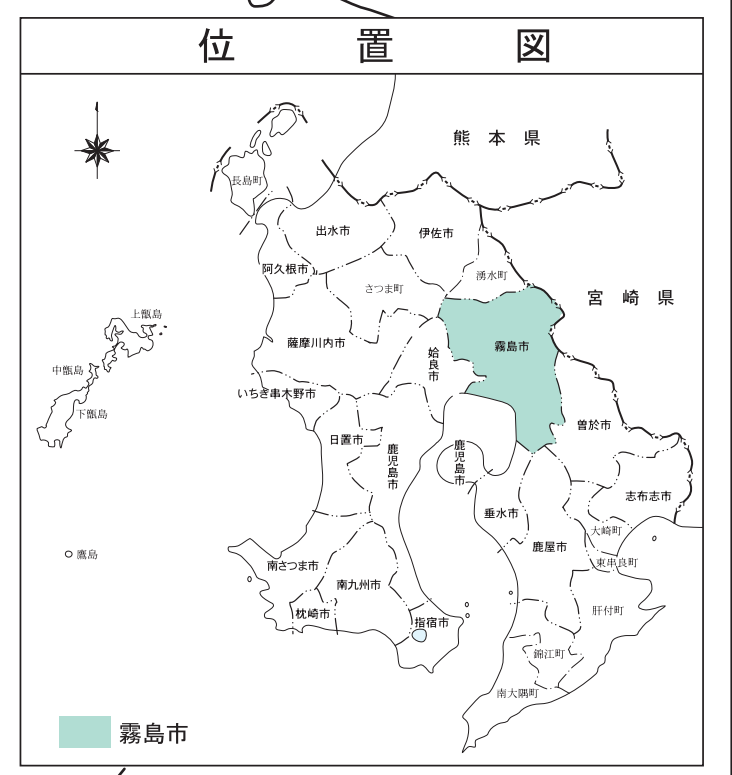 位置図
熊本県
長島町
出水市
伊佐市
阿久根市
湧水町
さつま町
宮崎県
上甑島
霧島市
薩摩川内市
姶良市
中甑島
いちき串木野市
下甑島
曽於市
日置市
鹿児島市
鹿児島市
志布志市
垂水市
大崎町
鹿屋市
鷹島
東串良町
南さつま市
南九州市
肝付町
枕崎市
指宿市
錦江町
南大隅町
霧島市